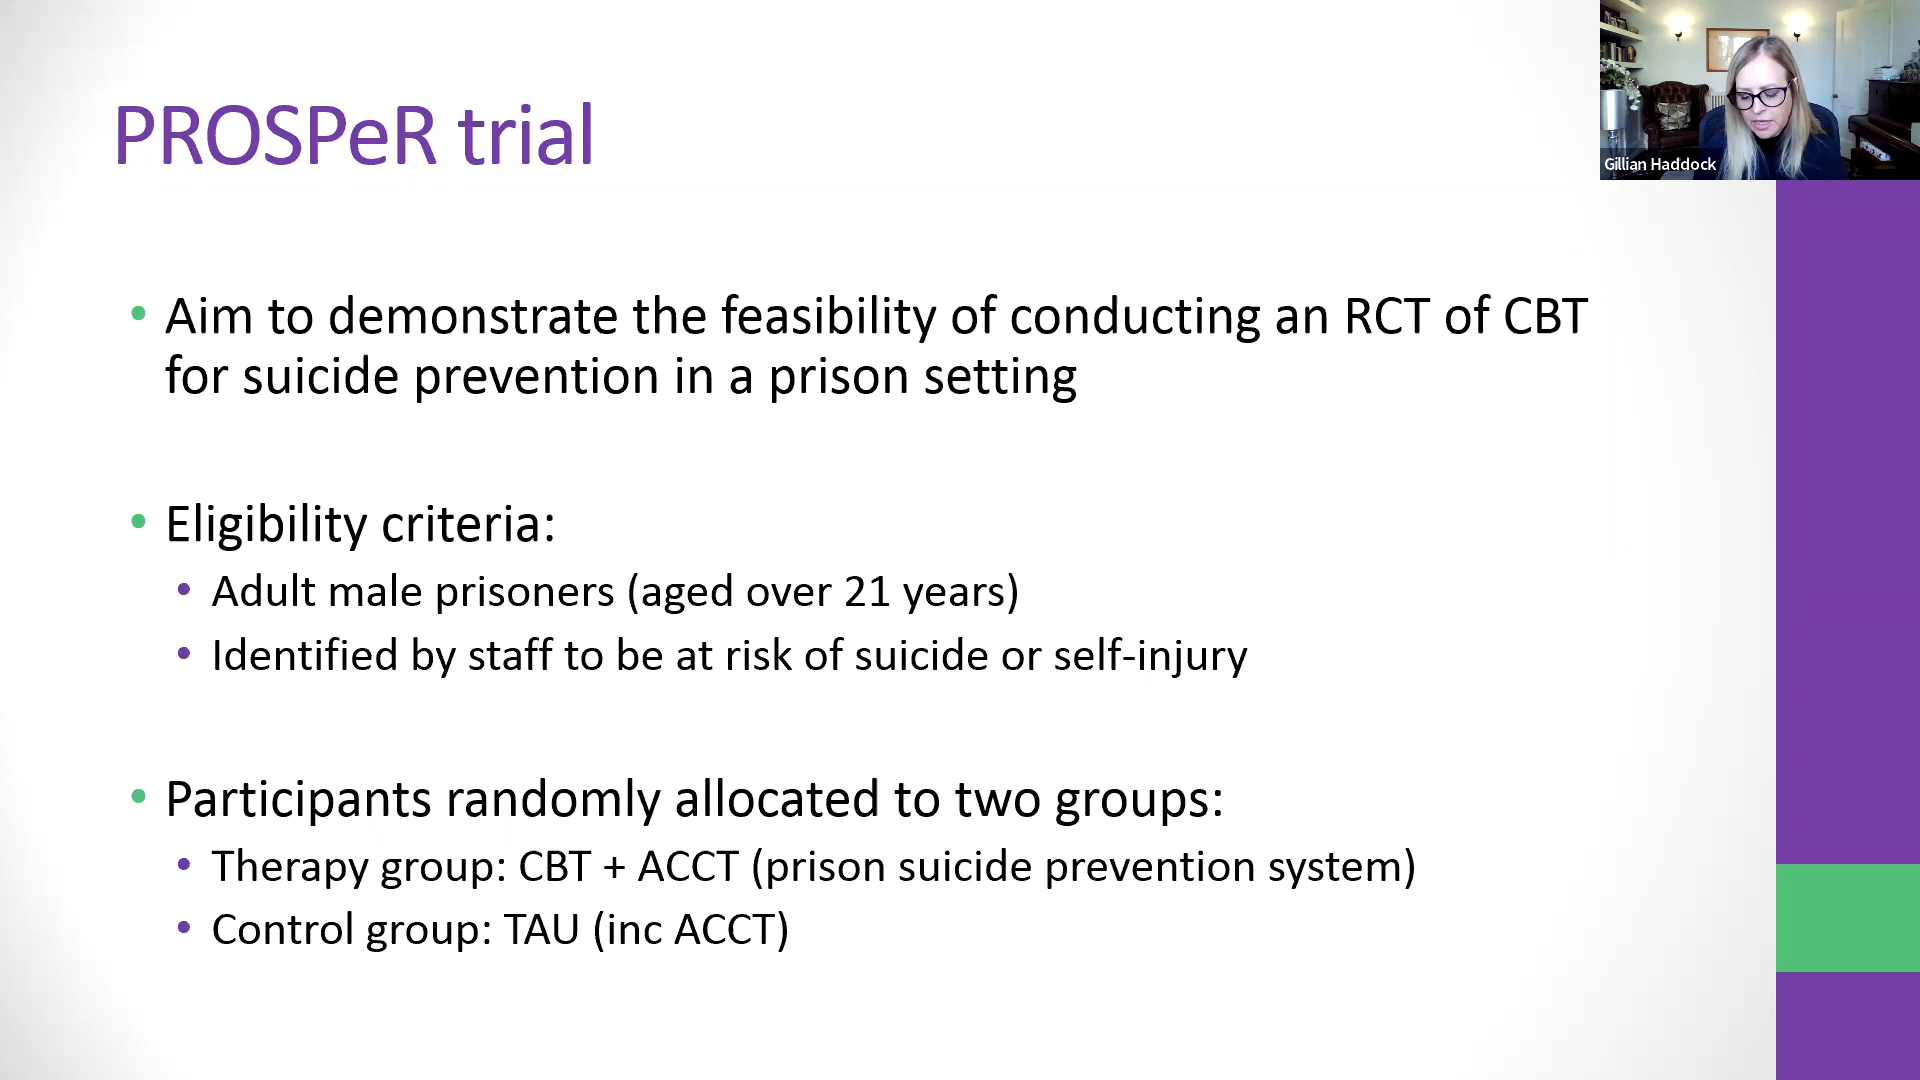 PROSPeR trial
Gillian Haddock
• Aim to demonstrate the feasibility of conducting an RCT of CBT
for suicide prevention in a prison setting
• Eligibility criteria:
• Adult male prisoners (aged over 21 years)
• Identified by staff to be at risk of suicide or self-injury
• Participants randomly allocated to two groups:
• Therapy group: CBT + ACCT (prison suicide prevention system)
• Control group: TAU (inc ACCT)